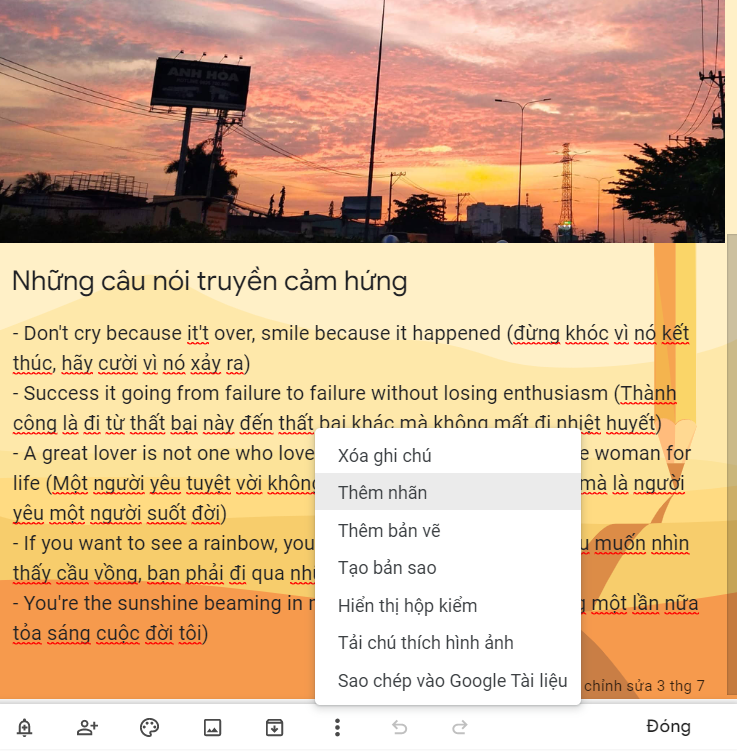 ANH HOA
Những câu nói truyền cảm hứng
- Don't cry because it't over, smile because it happened (đừng khóc vì nó kết
thúc, hãy cười vì nó xảy ra)
- Success it going from failure to failure without losing enthusiasm (Thành
công là đi từ thất bại này đến thất bại khác mà không mất đi nhiệt huyết)
- A great lover is not one who love e woman for
life (Một người yêu tuyệt vời không mà là người
yêu một người suốt đời)
- If you want to see a rainbow, you u muốn nhìn
thấy cầu vồng, bạn phải đi qua
- You're the sunshine beaming in một lần nữa
tỏa sáng cuộc đời tôi)
Xóa ghi chú
Thêm nhãn
Thêm bản vẽ
Tạo bản sao
Hiển thị hộp kiểm
Tải chú thích hình ảnh
Sao chép vào Google Tài liệu
chỉnh sửa 3 thg 7
Đóng